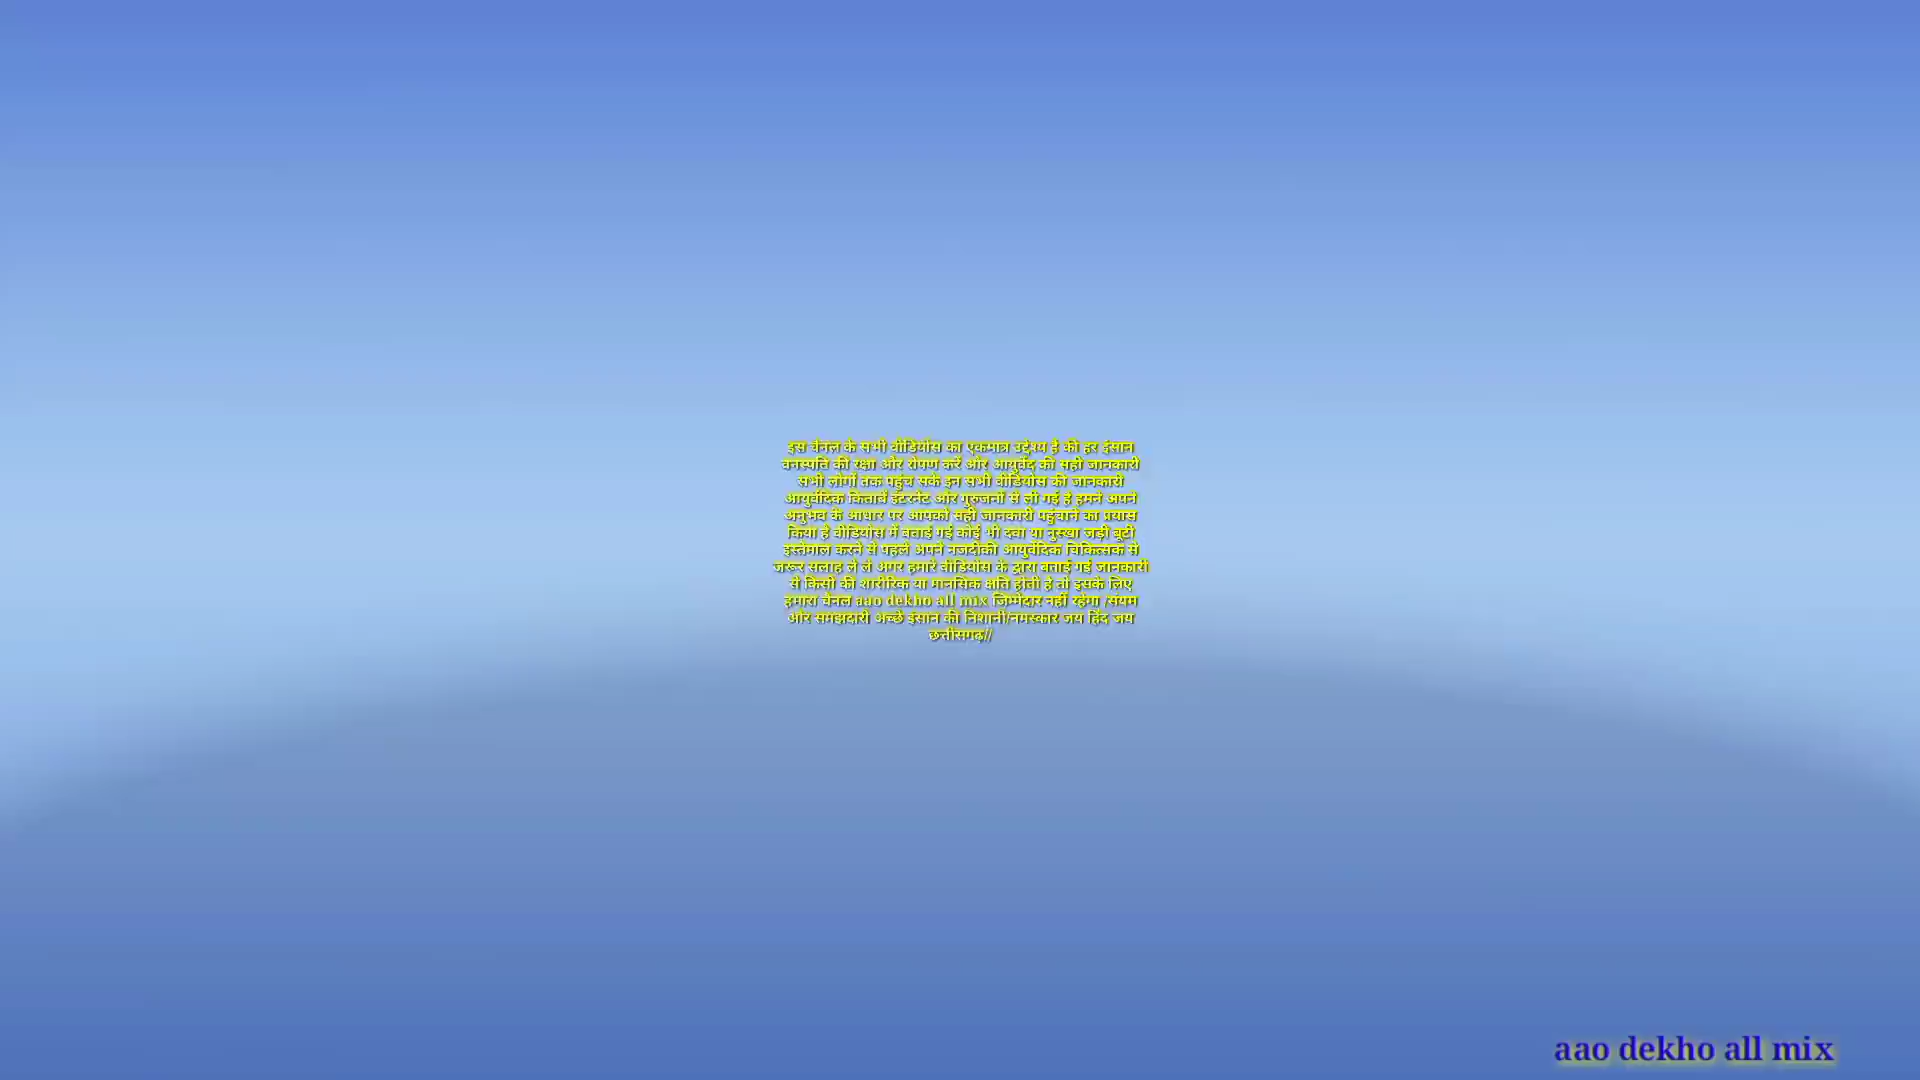 इस चैनल के सभी वीडियोस का एकमात्र उद्देश्य है की हर इंसान
वनस्पति की रक्षा और रोपण करें और आयुर्वेद की सही जानकारी
सभी लोगों तक पहुंच सके इन सभी वीडियोस की जानकारी
आयुर्वेदिक किताबें इंटरनेट और गुरुजनों से ली गई है हमने अपने
अनुभव के आधार पर आपको सही जानकारी पहुंचाने का प्रयास
किया है वीडियोस में बताई गई कोई भी दवा या नुस्खा जड़ी बूटी
इस्तेमाल करने से पहले अपने नजदीकी आयुर्वेदिक चिकित्सक से
जरूर सलाह ले ले अगर हमारे वीडियोस के द्वारा बताई गई जानकारी
से किसी की शारीरिक या मानसिक क्षति होती है तो इसके लिए
हमारा चैनल aao dekho all mix जिम्मेदार नहीं रहेगा /संयम
और समझदारी अच्छे इंसान की निशानी/नमस्कार जय हिंद जय
छत्तीसगढ़//
aao dekho all mix